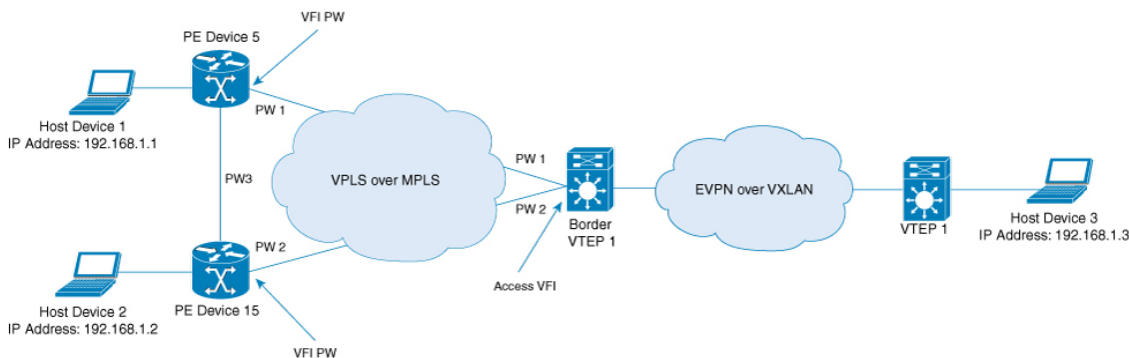 VFI PW
PE Device 5
PW 1
Host Device 1
IP Address: 192.168.1.1
PW3
VPLS over MPLS
PW 1
PW 2
Border
VTEP 1
EVPN over VXLAN
VTEP 1
Host Device 3
IP Address: 192.168.1.3
Access VFI
PW 2
Host Device 2
IP Address: 192.168.1.2
PE Device 15
VFI PW